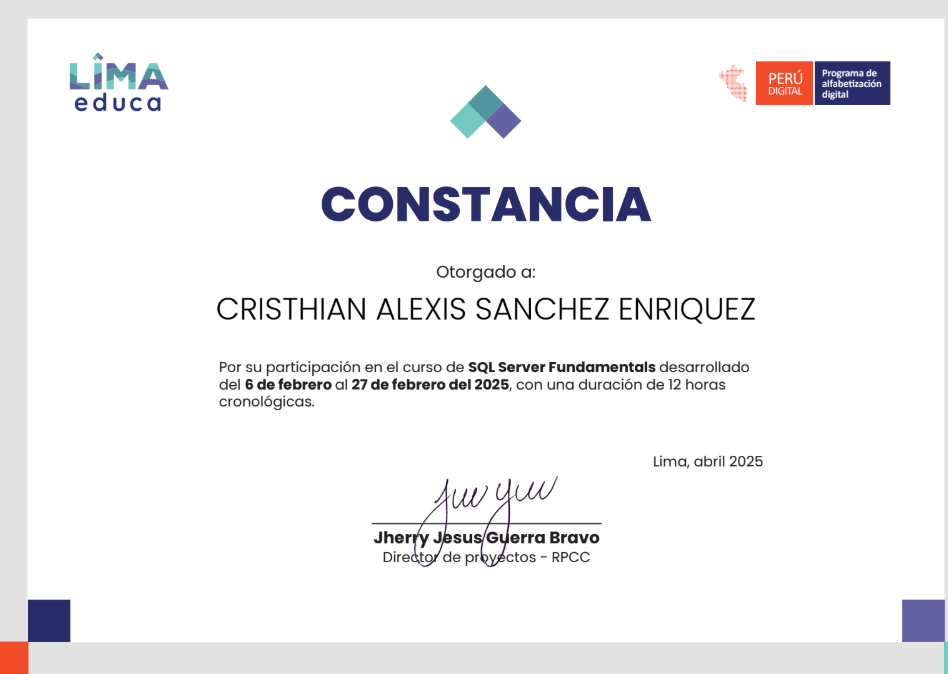 LIMA
educa
PERÚ
DIGITAL
Programa de
alfabetización
digital
CONSTANCIA
Otorgado a:
CRISTHIAN ALEXIS SANCHEZ ENRIQUEZ
Por su participación en el curso de SQL Server Fundamentals desarrollado
del 6 de febrero al 27 de febrero del 2025, con una duración de 12 horas
cronológicas.
Lima, abril 2025
Jherry Jesus Guerra Bravo
Director de proyectos - RPCC